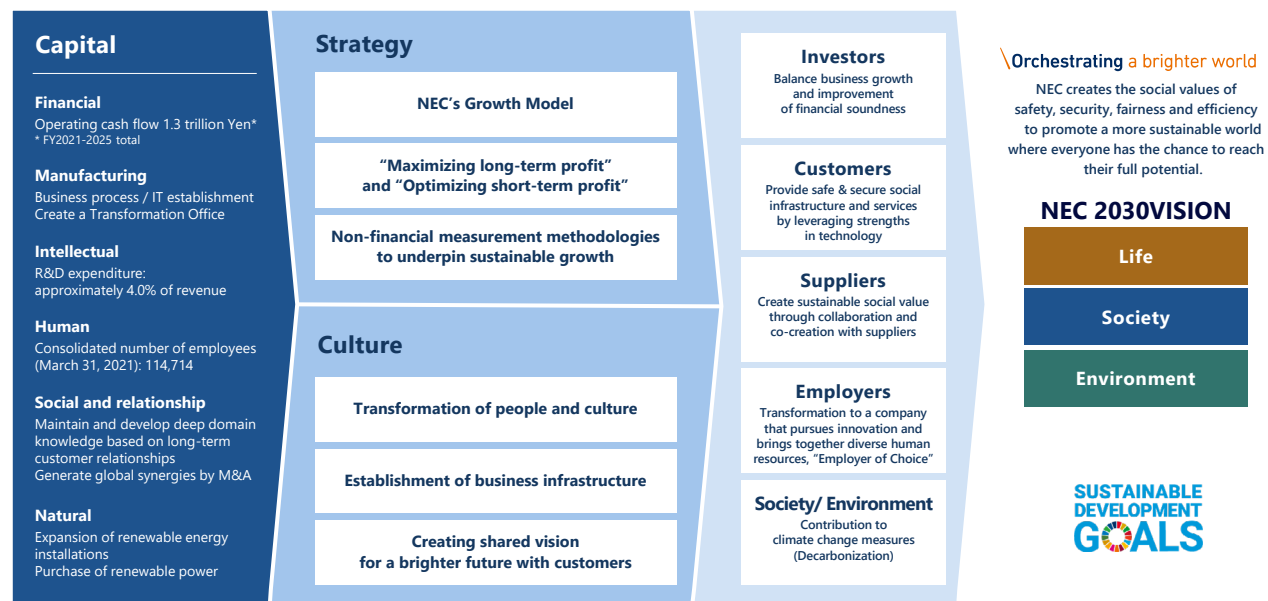 Capital
Financial
Operating cash flow 1.3 trillion Yen*
* FY2021-2025 total
Manufacturing
Business process / IT establishment
Create a Transformation Office
Intellectual
R&D expenditure:
approximately 4.0% of revenue
Human
Consolidated number of employees
(March 31, 2021): 114,714
Social and relationship
Maintain and develop deep domain
knowledge based on long-term
customer relationships
Generate global synergies by M&A
Natural
Expansion of renewable energy
installations
Purchase of renewable power
Strategy
NEC's Growth Model
“Maximizing long-term profit”
and “Optimizing short-term profit”
Non-financial measurement methodologies
to underpin sustainable growth
Culture
Transformation of people and culture
Establishment of business infrastructure
Creating shared vision
for a brighter future with customers
Investors
Balance business growth
and improvement
of financial soundness
Customers
Provide safe & secure social
infrastructure and services
by leveraging strengths
in technology
Suppliers
Create sustainable social value
through collaboration and
co-creation with suppliers
Employers
Transformation to a company
that pursues innovation and
brings together diverse human
resources, “Employer of Choice”
Society/ Environment
Contribution to
climate change measures
(Decarbonization)
\Orchestrating a brighter world
NEC creates the social values of
safety, security, fairness and efficiency
to promote a more sustainable world
where everyone has the chance to reach
their full potential.
NEC 2030VISION
Life
Society
Environment
SUSTAINABLE
DEVELOPMENT
GOALS